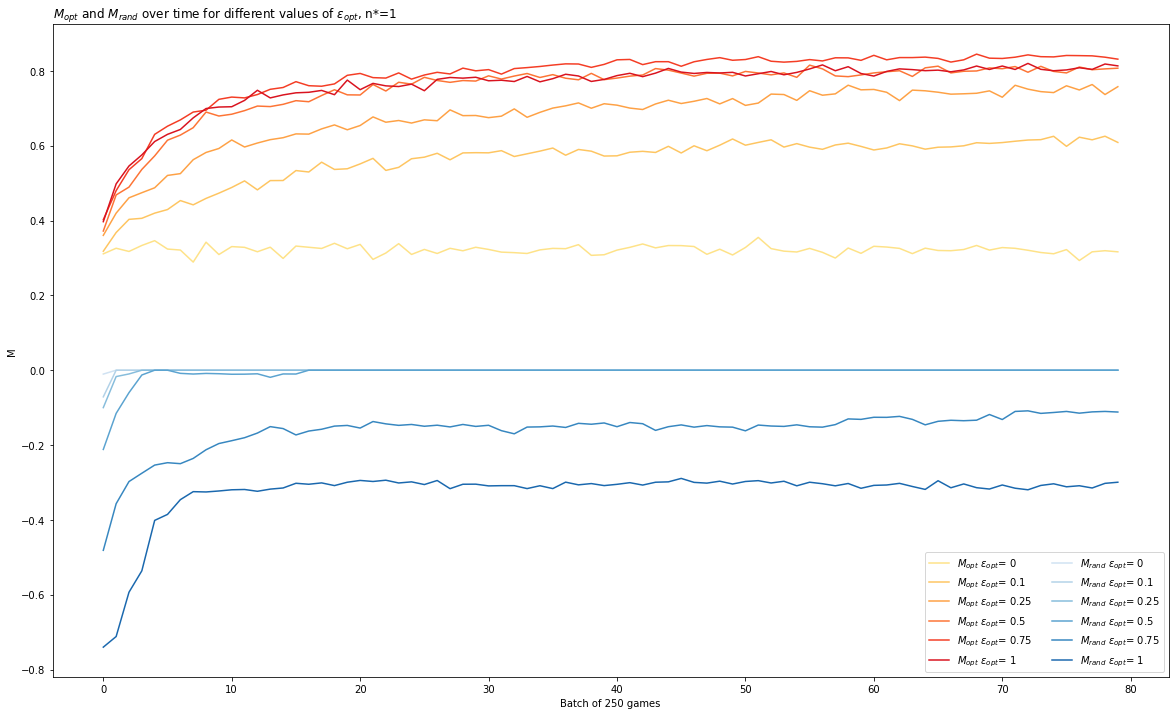 M_opt and M_rand over time for different values of ε_opt, n*=1
M
0.8
0.6
0.4
0.2
0.0
−0.2
−0.4
−0.6
−0.8
0 10 20 30 40 50 60 70 80
Batch of 250 games
M_opt ε_opt= 0
M_opt ε_opt= 0.1
M_opt ε_opt= 0.25
M_opt ε_opt= 0.5
M_opt ε_opt= 0.75
M_opt ε_opt= 1
M_rand ε_opt= 0
M_rand ε_opt= 0.1
M_rand ε_opt= 0.25
M_rand ε_opt= 0.5
M_rand ε_opt= 0.75
M_rand ε_opt= 1